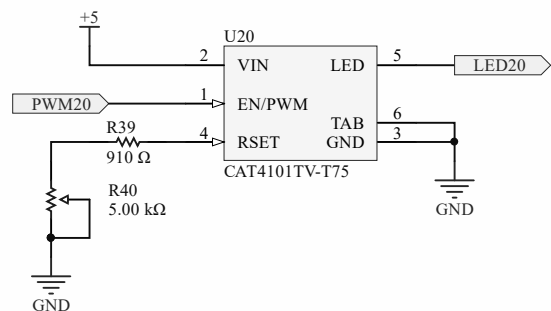 +5
U20
2 VIN LED 5 LED20
PWM20 1 EN/PWM
TAB 6
R39 4 RSET GND 3
910 Ω
CAT4101TV-T75
R40
5.00 kΩ
GND
GND